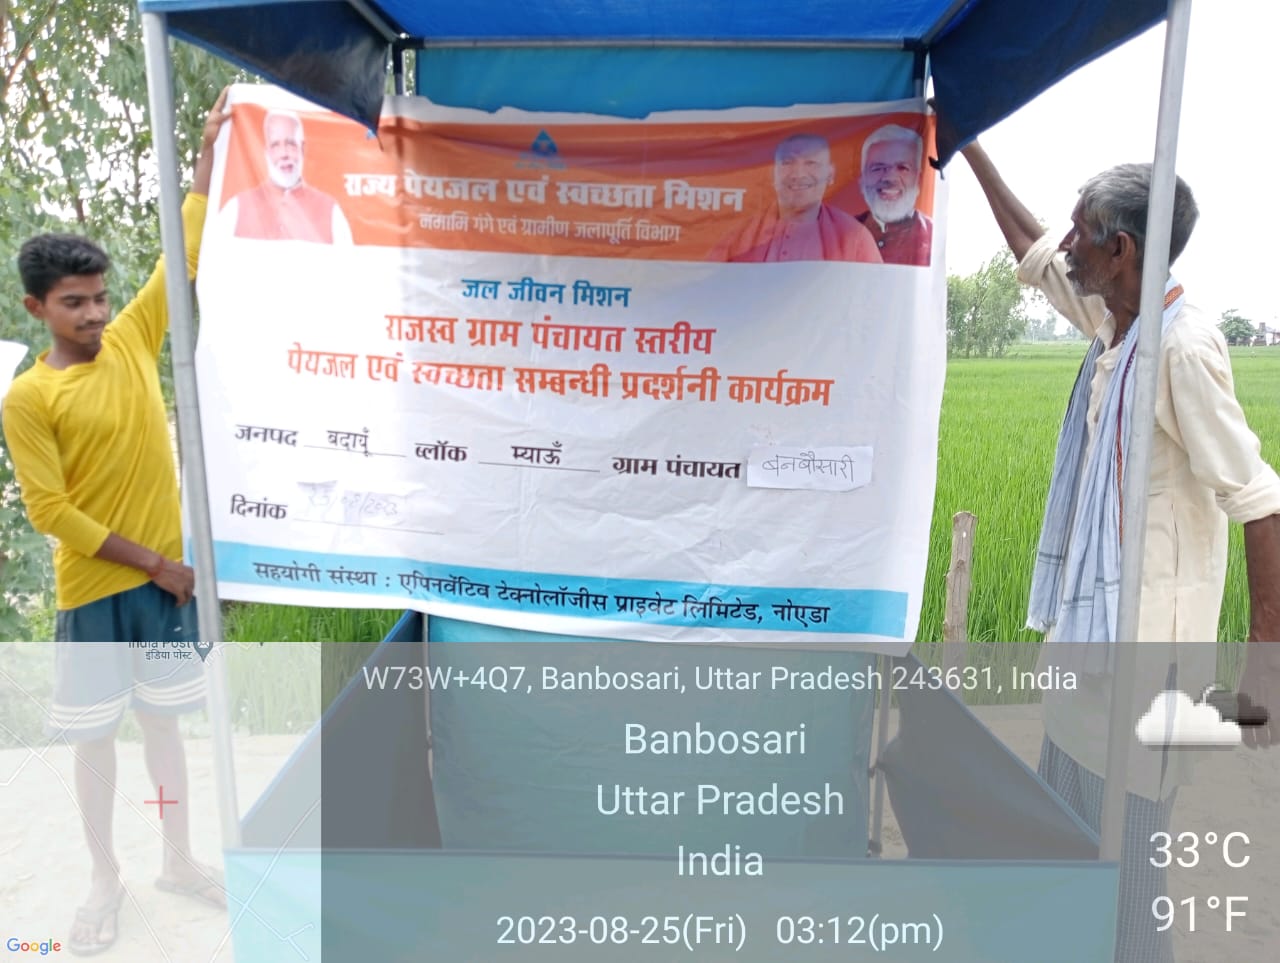 राज्य पेयजल एवं स्वच्छता मिशन
नमामि गंगे एवं ग्रामीण जलापूर्ति विभाग
जल जीवन मिशन
राजस्व ग्राम पंचायत स्तरीय
पेयजल एवं स्वच्छता सम्बन्धी प्रदर्शनी कार्यक्रम
जनपद बदायूँ ब्लॉक म्याऊँ ग्राम पंचायत बनबौसारी
दिनांक
सहयोगी संस्था : एपिनवेंटिव टेक्नोलॉजीस प्राइवेट लिमिटेड, नोएडा
India Post
इंडिया पोस्ट
W73W+4Q7, Banbosari, Uttar Pradesh 243631, India
Banbosari
Uttar Pradesh
India
2023-08-25(Fri) 03:12(pm)
33°C
91°F
Google